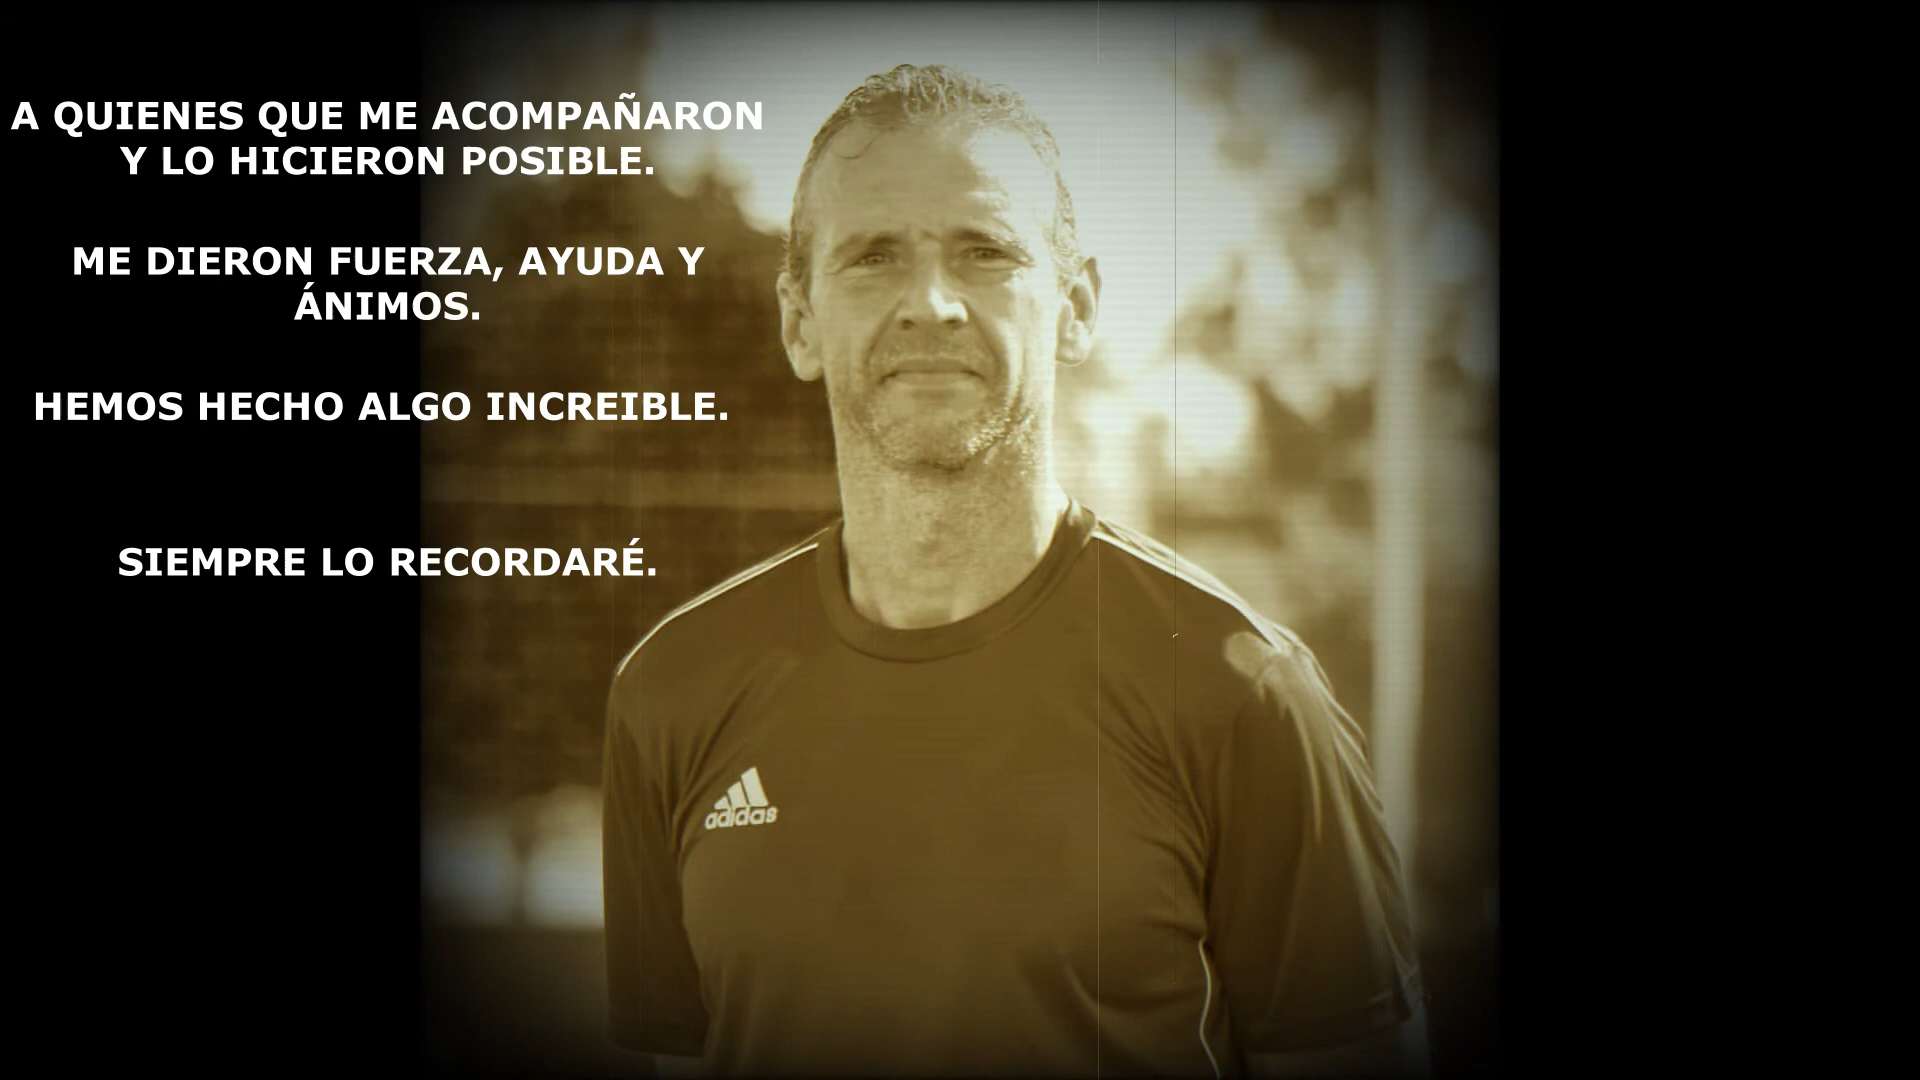 A QUIENES QUE ME ACOMPAÑARON
Y LO HICIERON POSIBLE.
ME DIERON FUERZA, AYUDA Y
ÁNIMOS.
HEMOS HECHO ALGO INCREIBLE.
SIEMPRE LO RECORDARÉ.
adidas